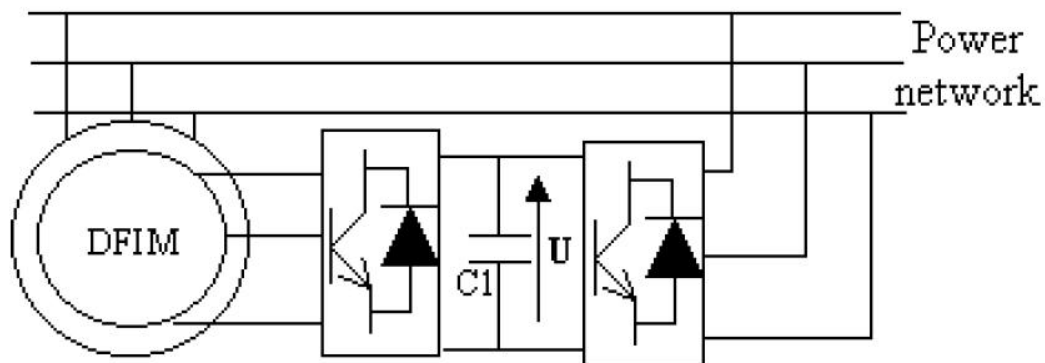 Power
network
DFIM
C1
U